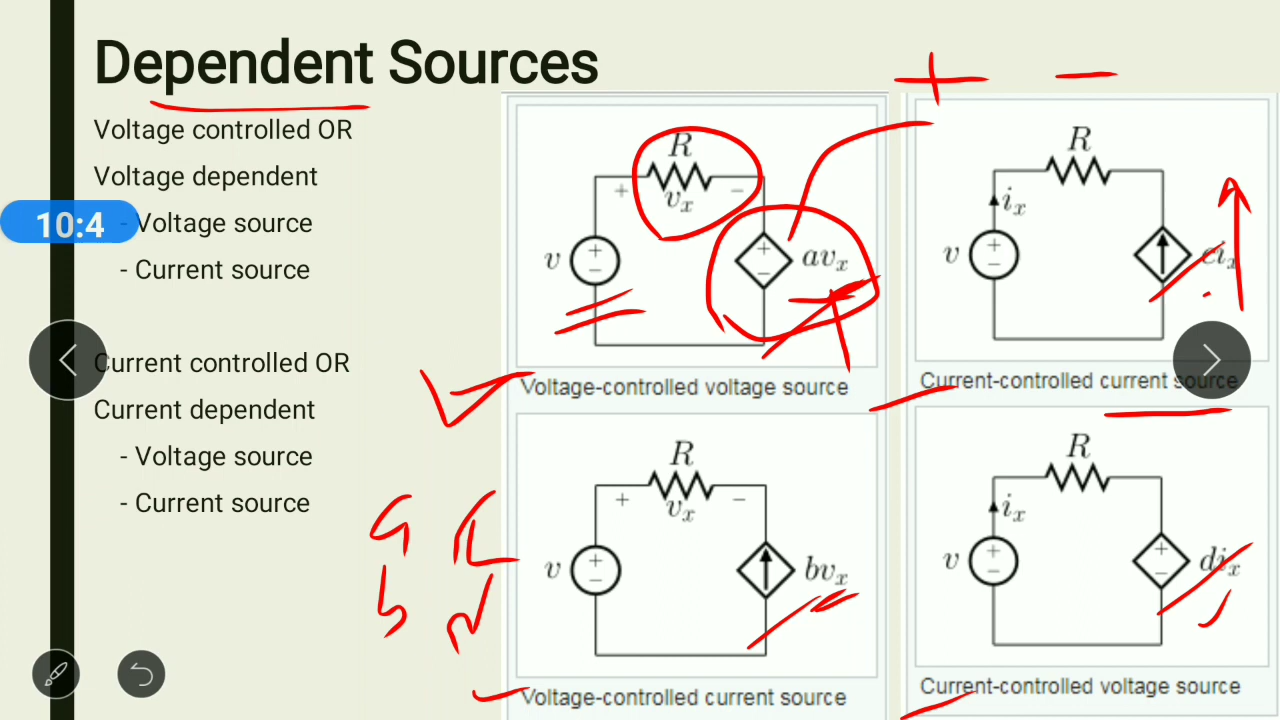 Dependent Sources
Voltage controlled OR
Voltage dependent
10:4
- Voltage source
- Current source
Current controlled OR
Current dependent
- Voltage source
- Current source
R
+ vx −
v + −
+ − avx
Voltage-controlled voltage source
+ −
R
ix
v + −
cix
Current-controlled current source
R
+ vx −
v + −
bvx
Voltage-controlled current source
R
ix
v + −
+ − dix
Current-controlled voltage source
a
b